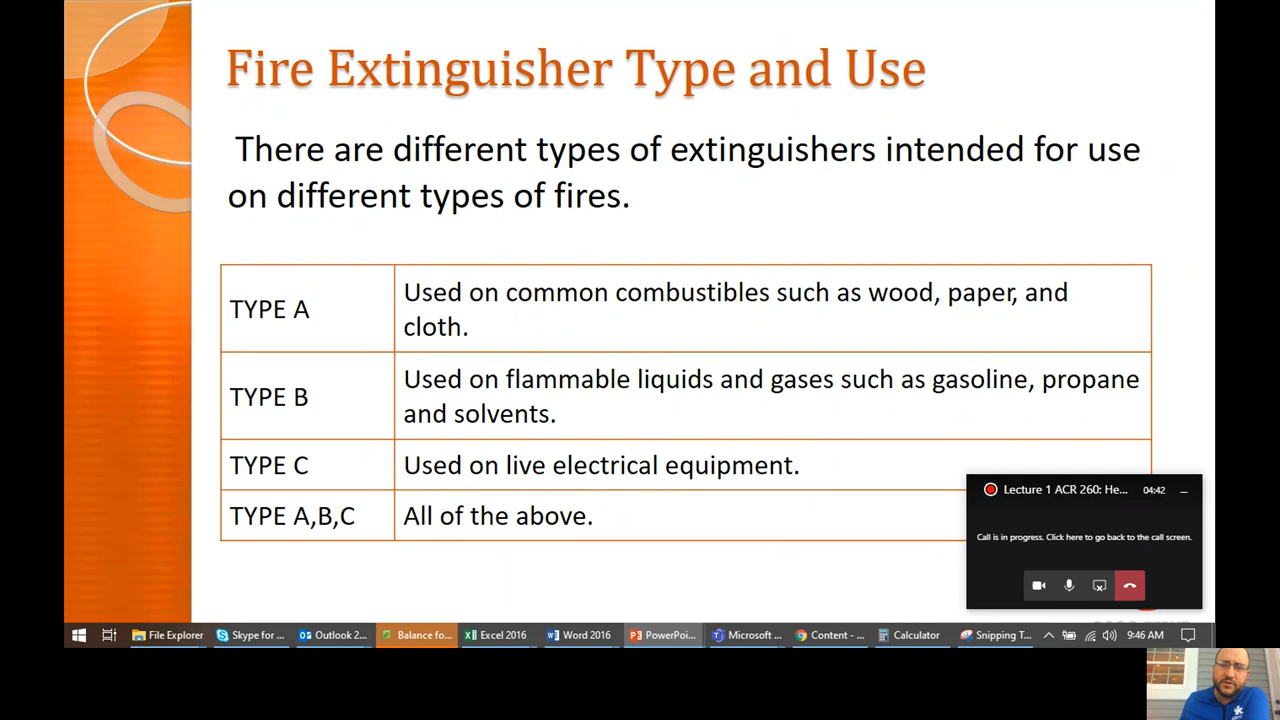 Fire Extinguisher Type and Use
There are different types of extinguishers intended for use
on different types of fires.
TYPE A
Used on common combustibles such as wood, paper, and
cloth.
TYPE B
Used on flammable liquids and gases such as gasoline, propane
and solvents.
TYPE C
Used on live electrical equipment.
TYPE A,B,C
All of the above.
Lecture 1 ACR 260: He...
04:42
Call is in progress. Click here to go back to the call screen.
File Explorer
Skype for ...
Outlook 2...
Balance fo...
Excel 2016
Word 2016
PowerPoi...
Microsoft ...
Content - ...
Calculator
Snipping T...
9:46 AM